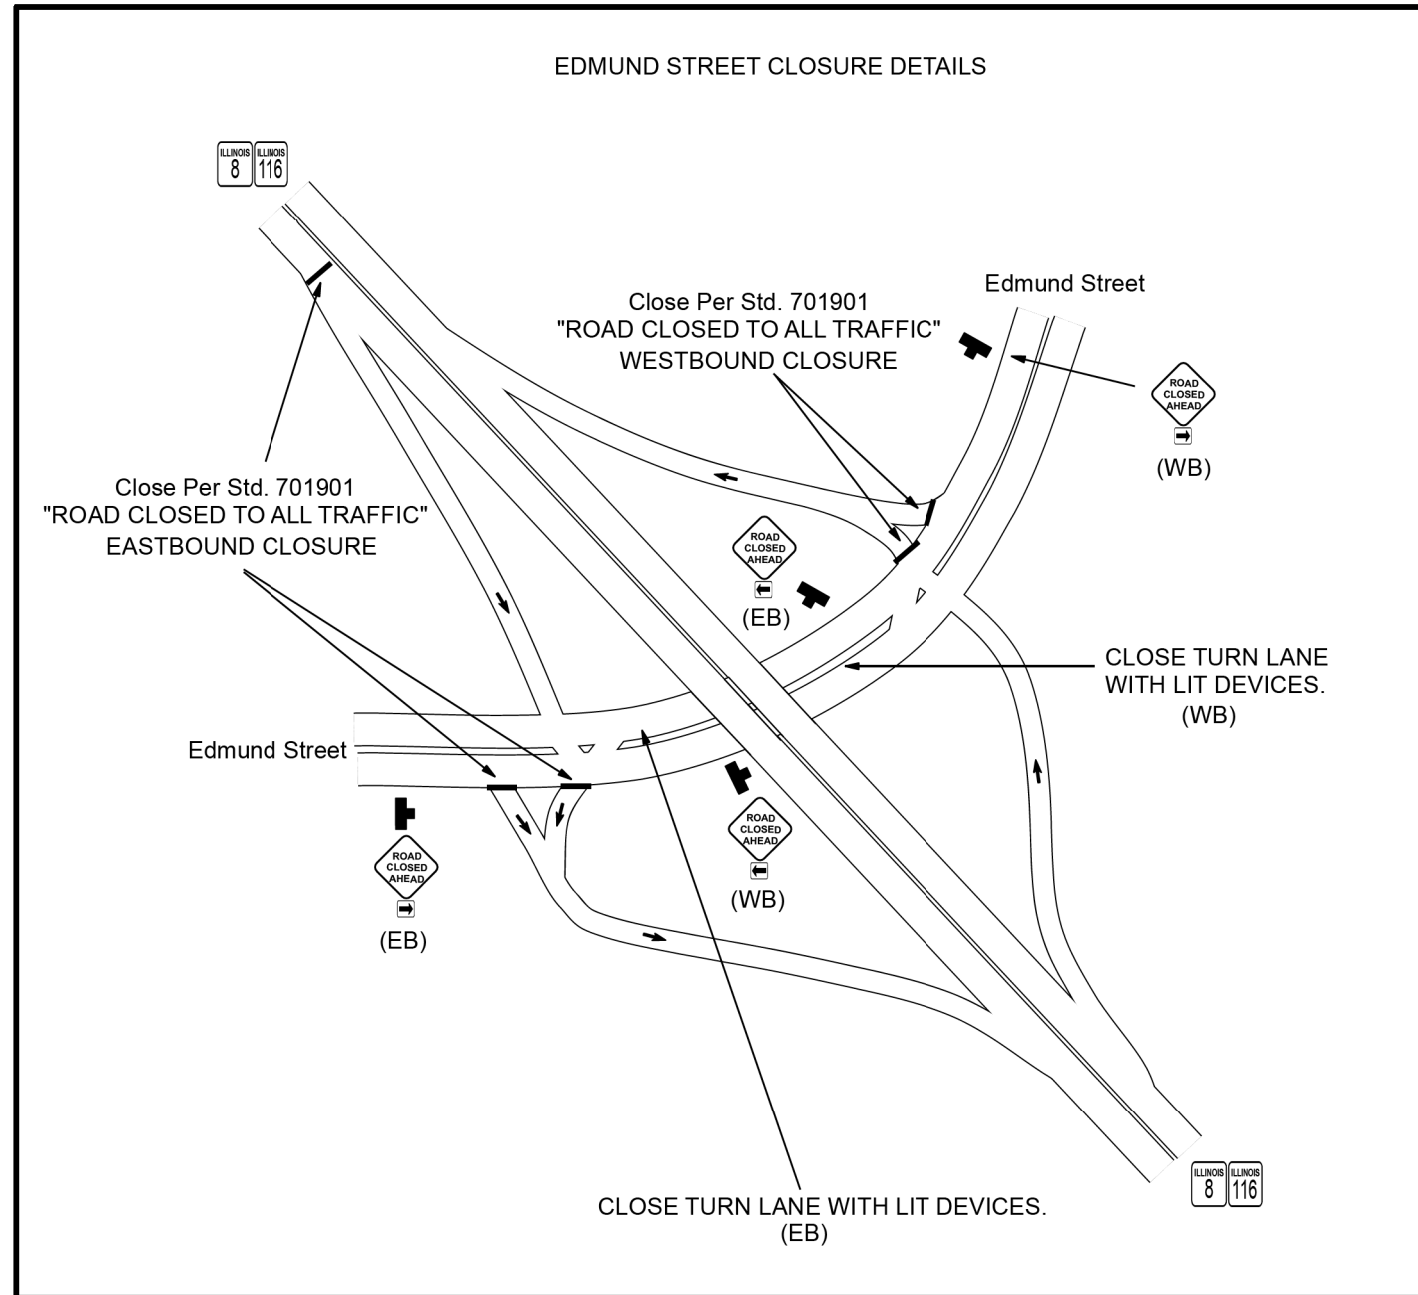 EDMUND STREET CLOSURE DETAILS
ILLINOIS
8
ILLINOIS
116
Edmund Street
Close Per Std. 701901
"ROAD CLOSED TO ALL TRAFFIC"
WESTBOUND CLOSURE
ROAD
CLOSED
AHEAD
(WB)
Close Per Std. 701901
"ROAD CLOSED TO ALL TRAFFIC"
EASTBOUND CLOSURE
ROAD
CLOSED
AHEAD
(EB)
CLOSE TURN LANE
WITH LIT DEVICES.
(WB)
Edmund Street
ROAD
CLOSED
AHEAD
(WB)
ROAD
CLOSED
AHEAD
(EB)
ILLINOIS
8
ILLINOIS
116
CLOSE TURN LANE WITH LIT DEVICES.
(EB)